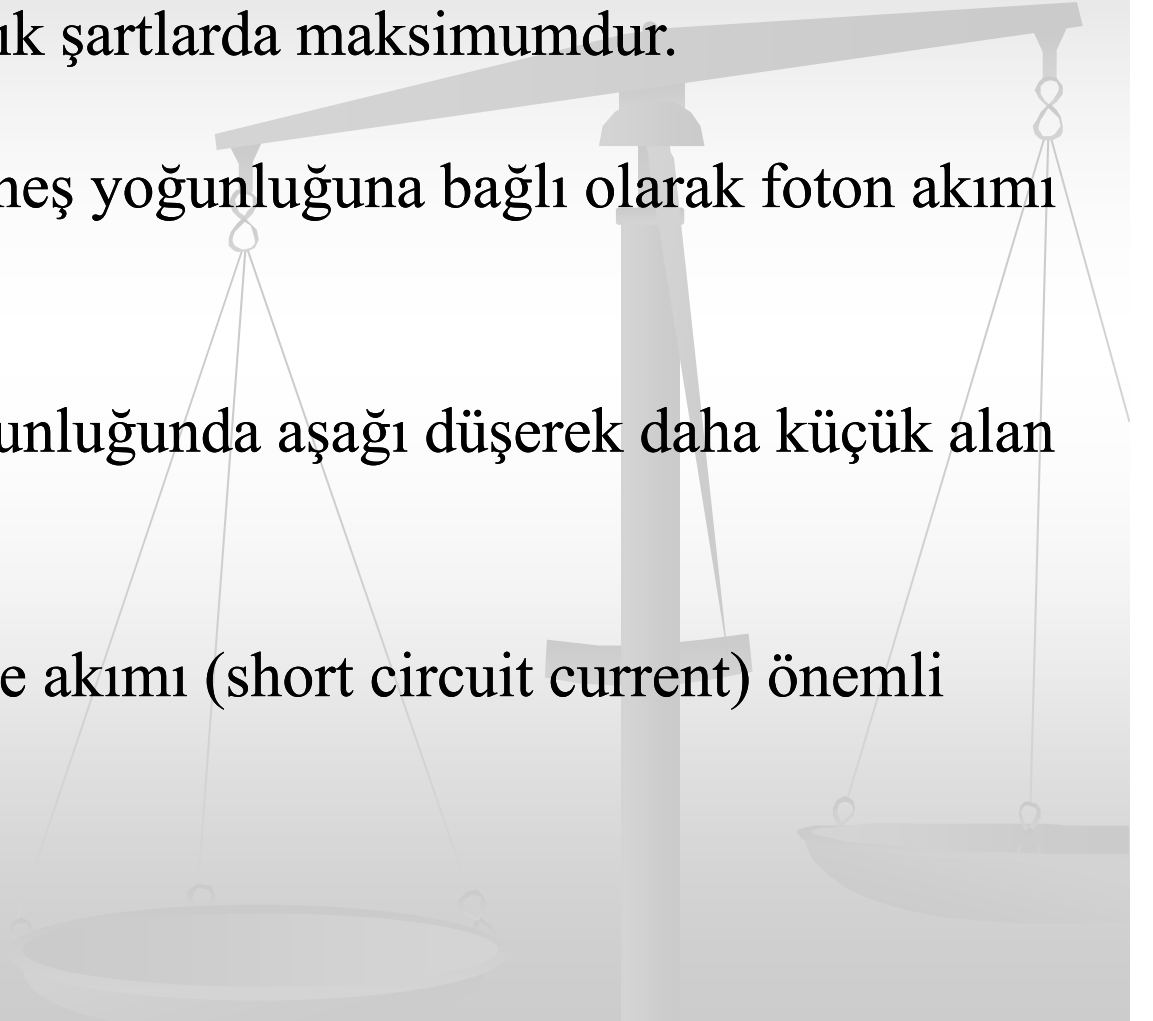 ık şartlarda maksimumdur.
neş yoğunluğuna bağlı olarak foton akımı
unluğunda aşağı düşerek daha küçük alan
e akımı (short circuit current) önemli